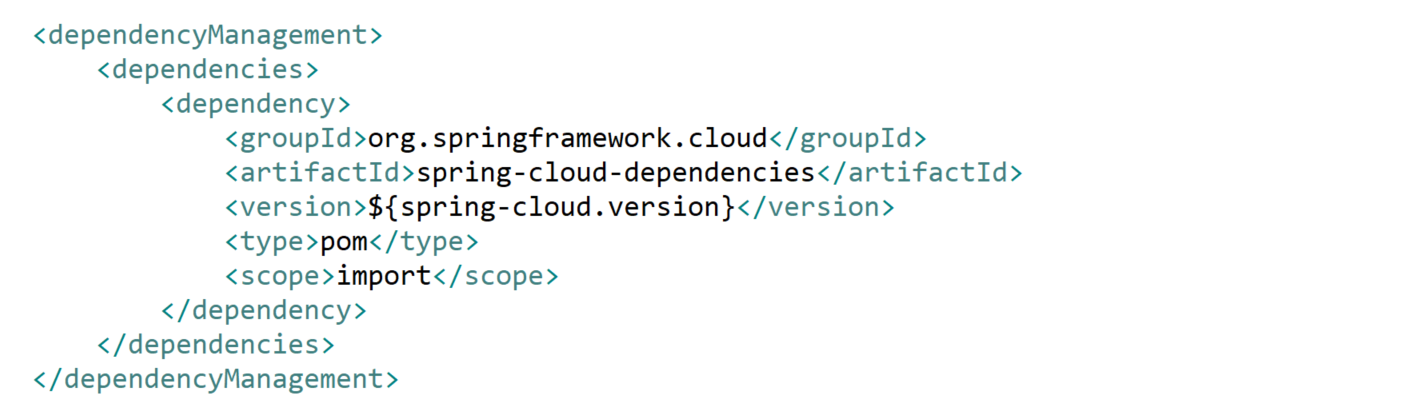 <dependencyManagement>
    <dependencies>
        <dependency>
            <groupId>org.springframework.cloud</groupId>
            <artifactId>spring-cloud-dependencies</artifactId>
            <version>${spring-cloud.version}</version>
            <type>pom</type>
            <scope>import</scope>
        </dependency>
    </dependencies>
</dependencyManagement>